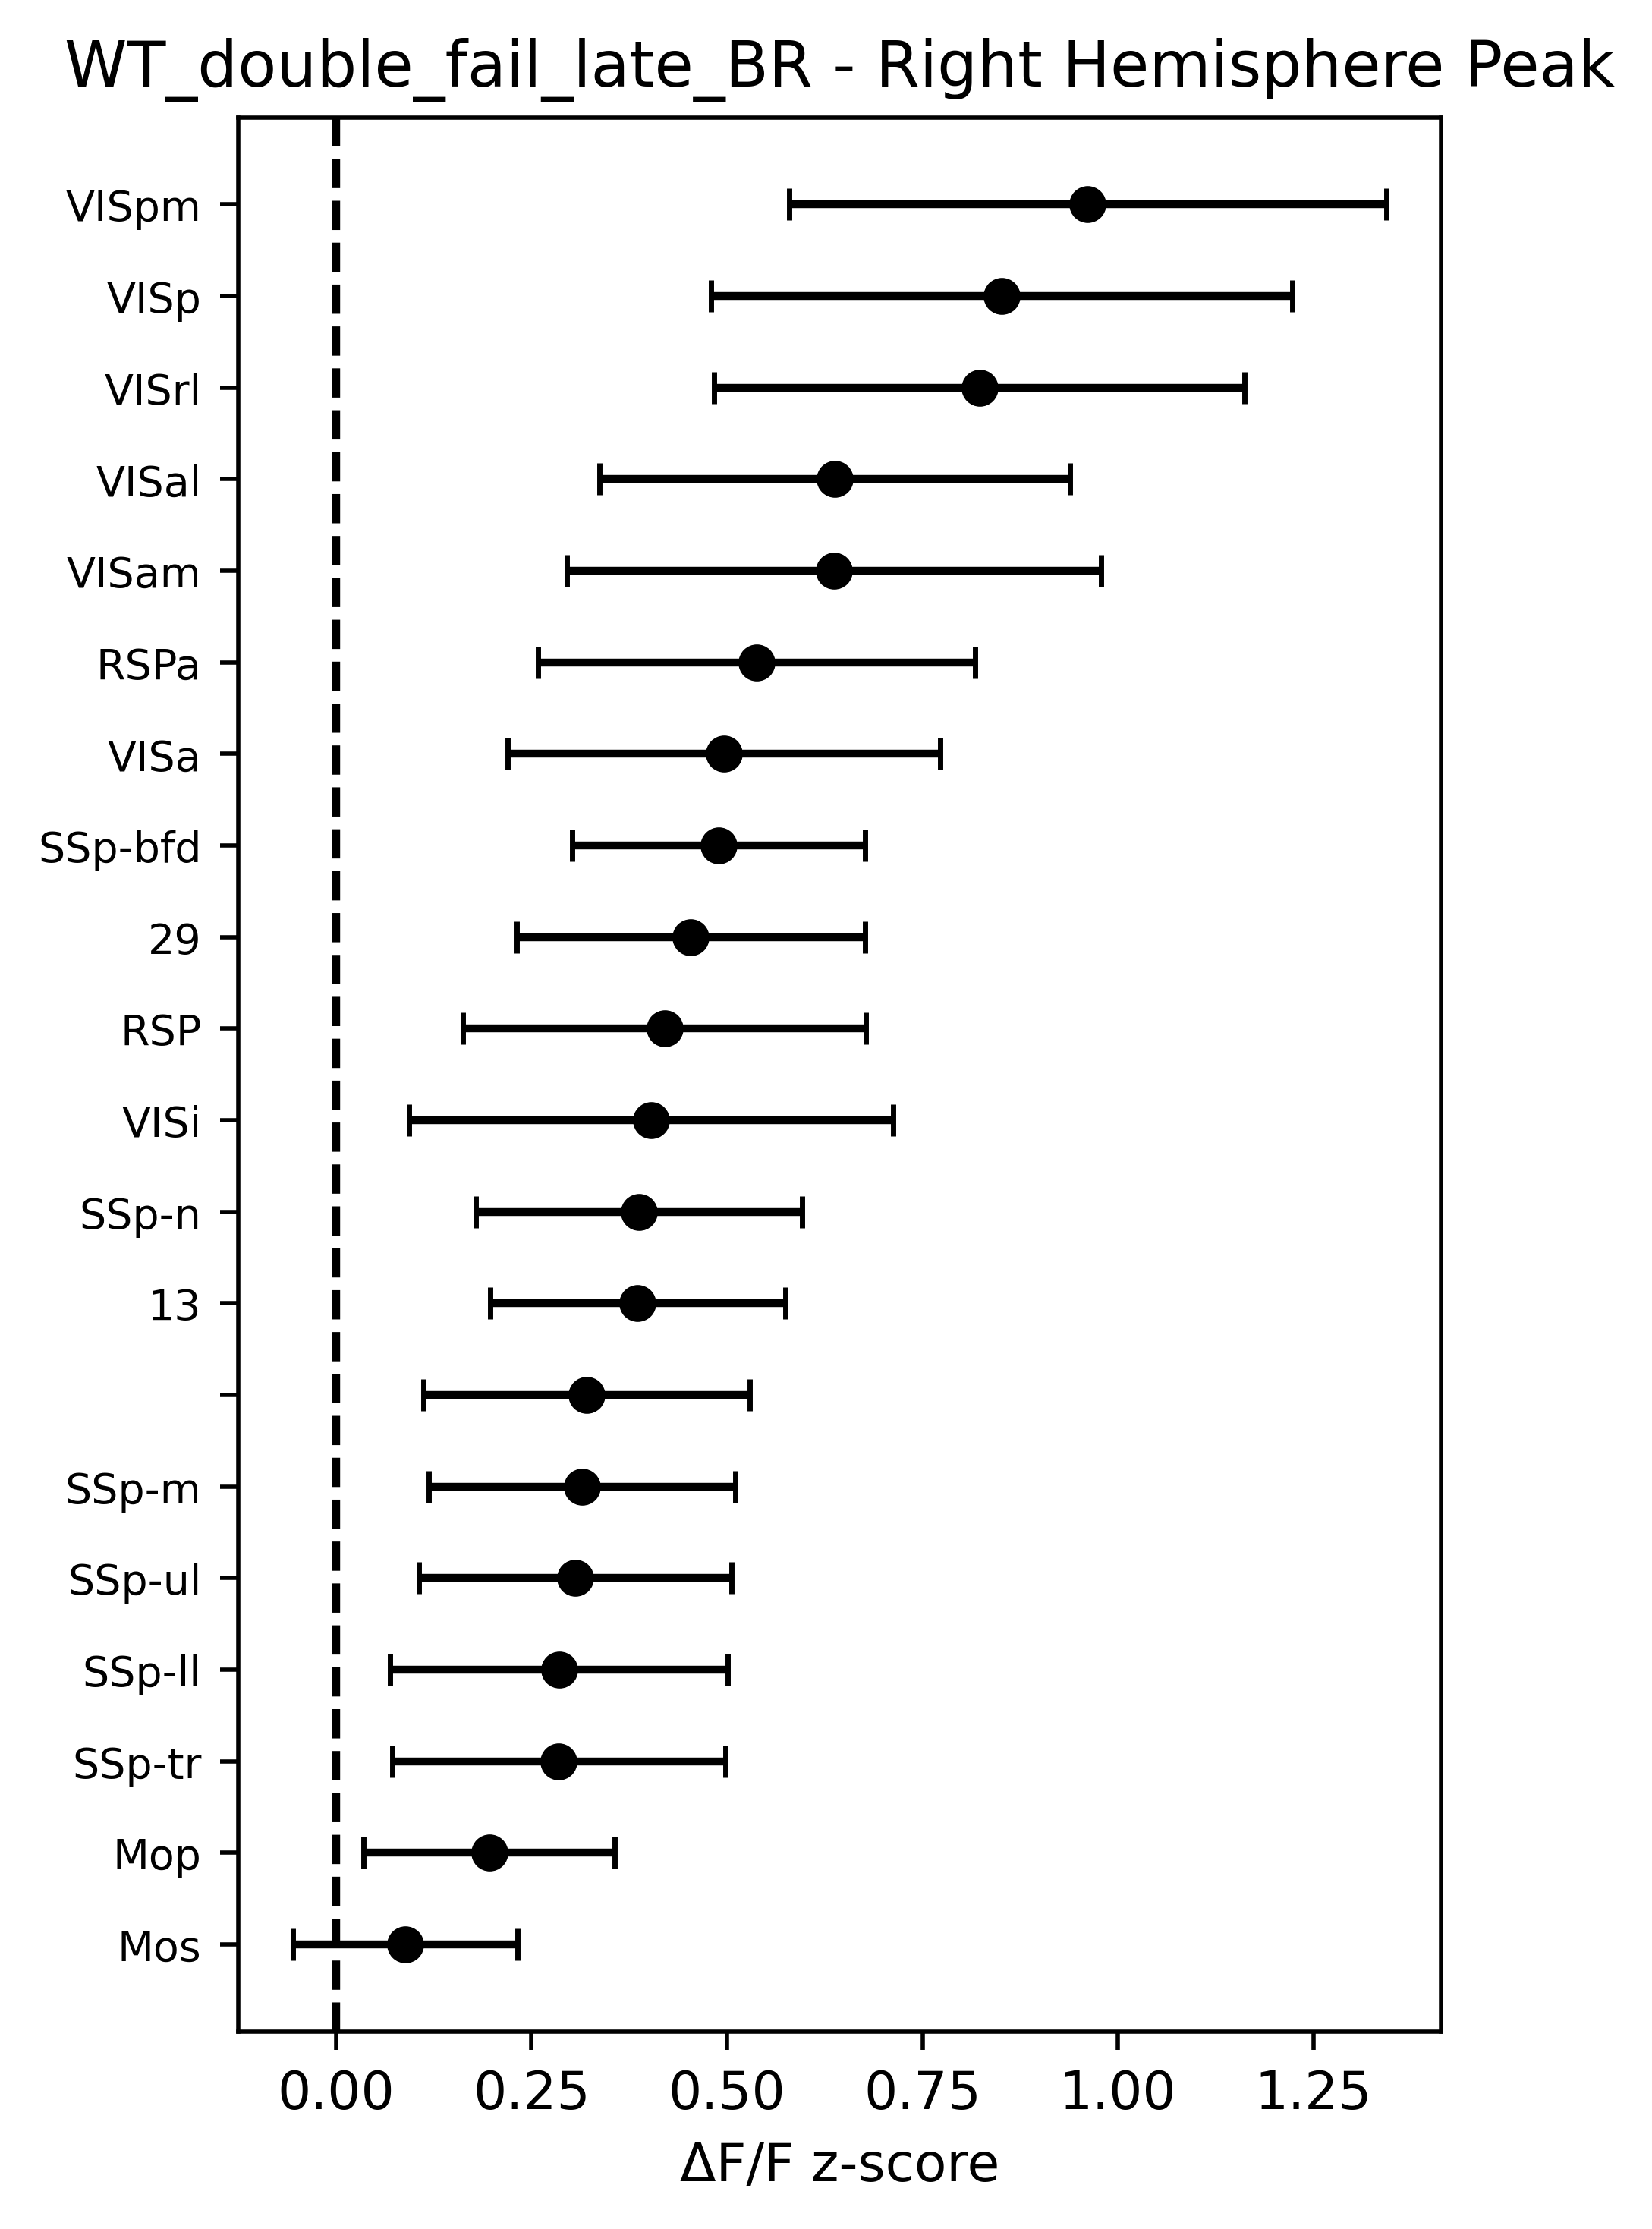 WT_double_fail_late_BR - Right Hemisphere Peak
VISpm
VISp
VISrl
VISal
VISam
RSPa
VISa
SSp-bfd
29
RSP
VISi
SSp-n
13
SSp-m
SSp-ul
SSp-ll
SSp-tr
Mop
Mos
0.00 0.25 0.50 0.75 1.00 1.25
ΔF/F z-score